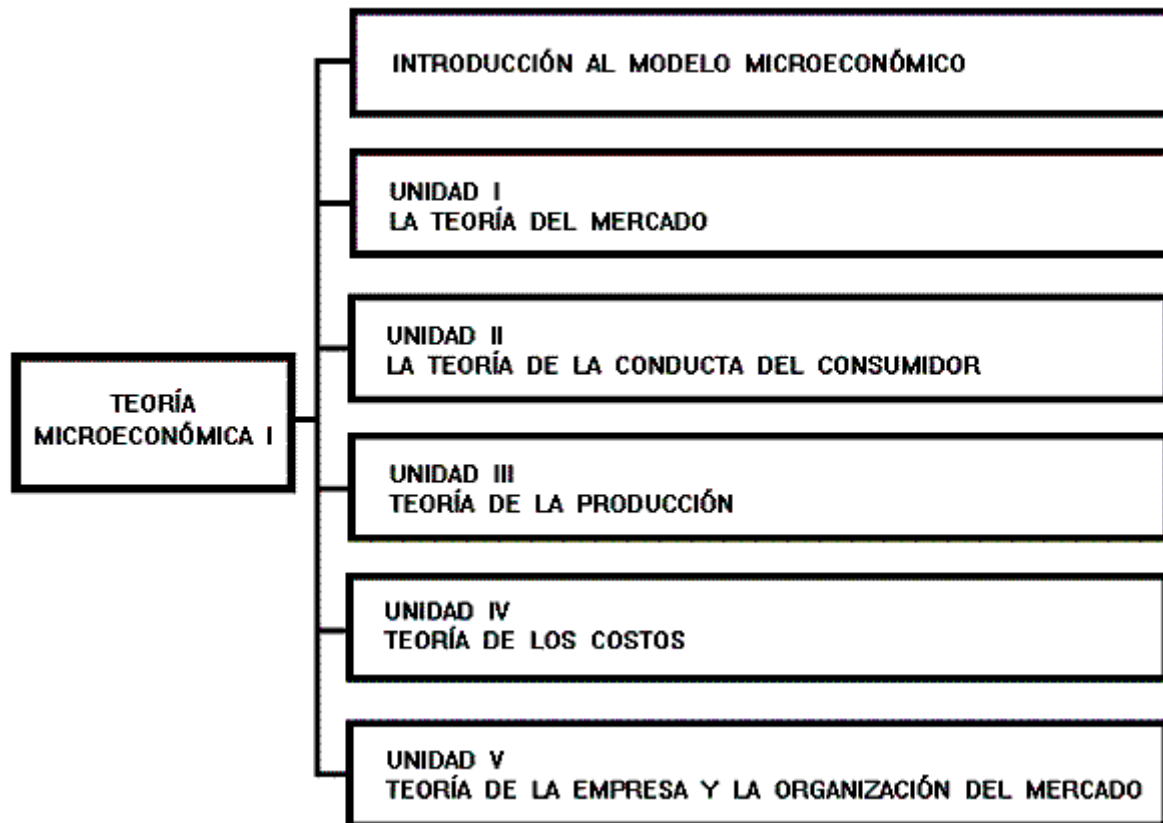 TEORÍA
MICROECONÓMICA I
INTRODUCCIÓN AL MODELO MICROECONÓMICO
UNIDAD I
LA TEORÍA DEL MERCADO
UNIDAD II
LA TEORÍA DE LA CONDUCTA DEL CONSUMIDOR
UNIDAD III
TEORÍA DE LA PRODUCCIÓN
UNIDAD IV
TEORÍA DE LOS COSTOS
UNIDAD V
TEORÍA DE LA EMPRESA Y LA ORGANIZACIÓN DEL MERCADO